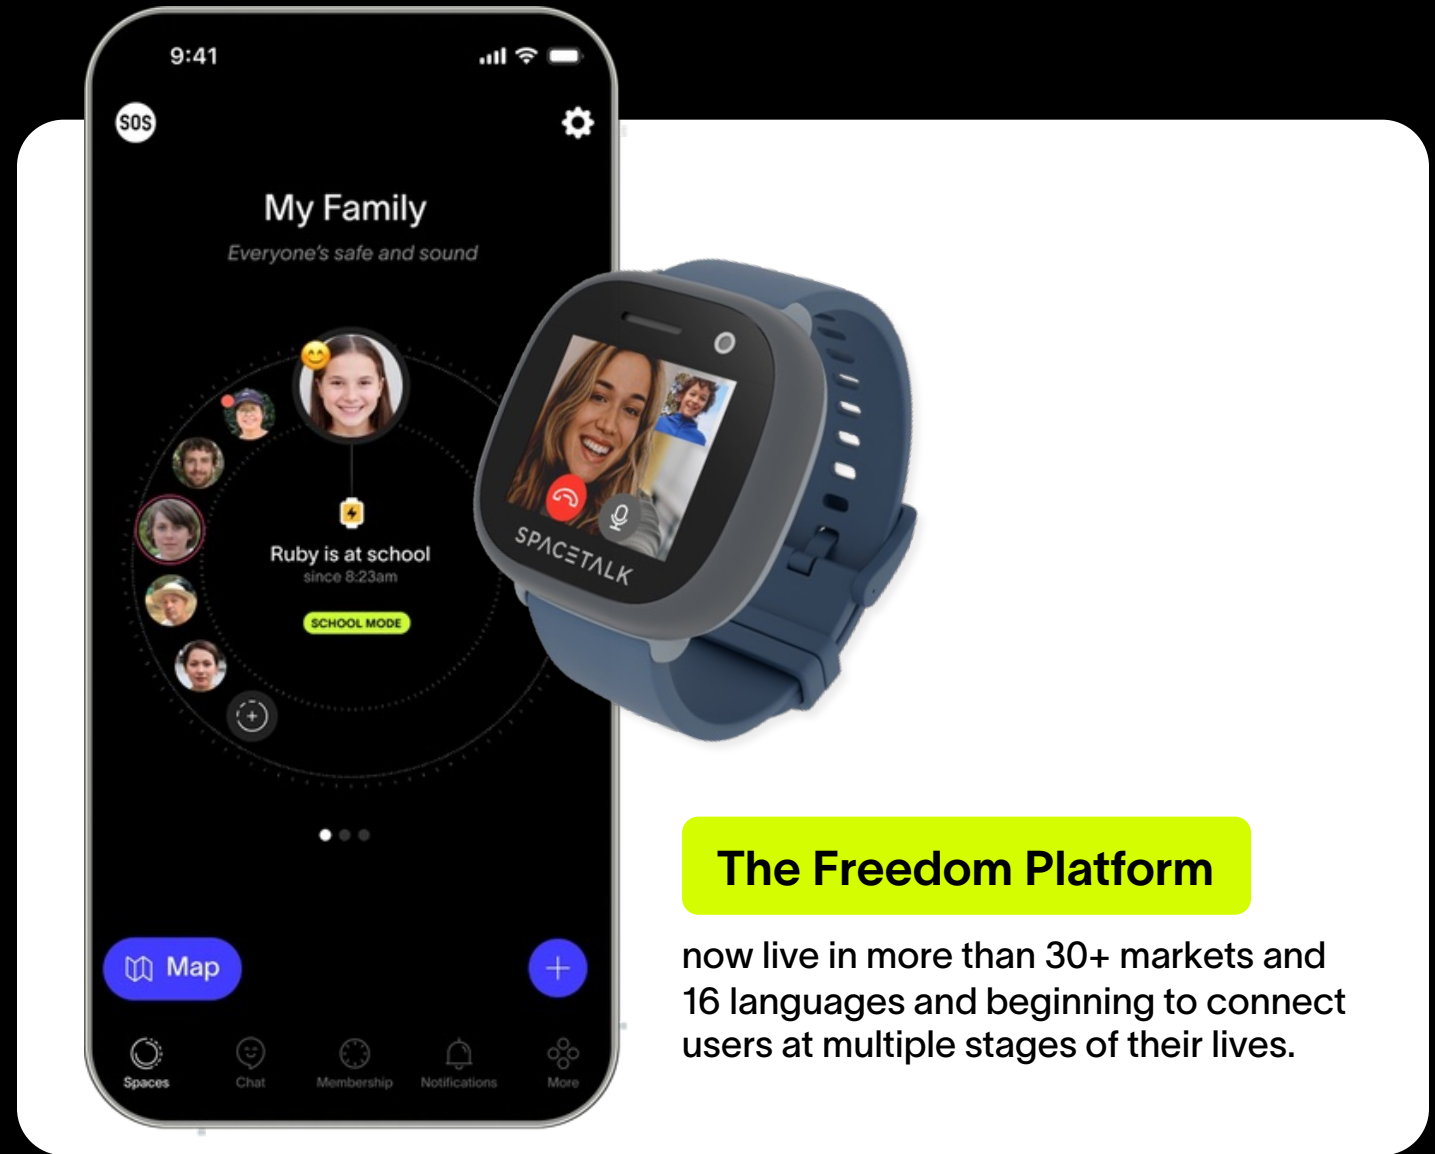 9:41
SOS
My Family
Everyone's safe and sound
Ruby is at school
since 8:23am
SCHOOL MODE
SPACETALK
Map
Spaces
Chat
Membership
Notifications
More
The Freedom Platform
now live in more than 30+ markets and
16 languages and beginning to connect
users at multiple stages of their lives.